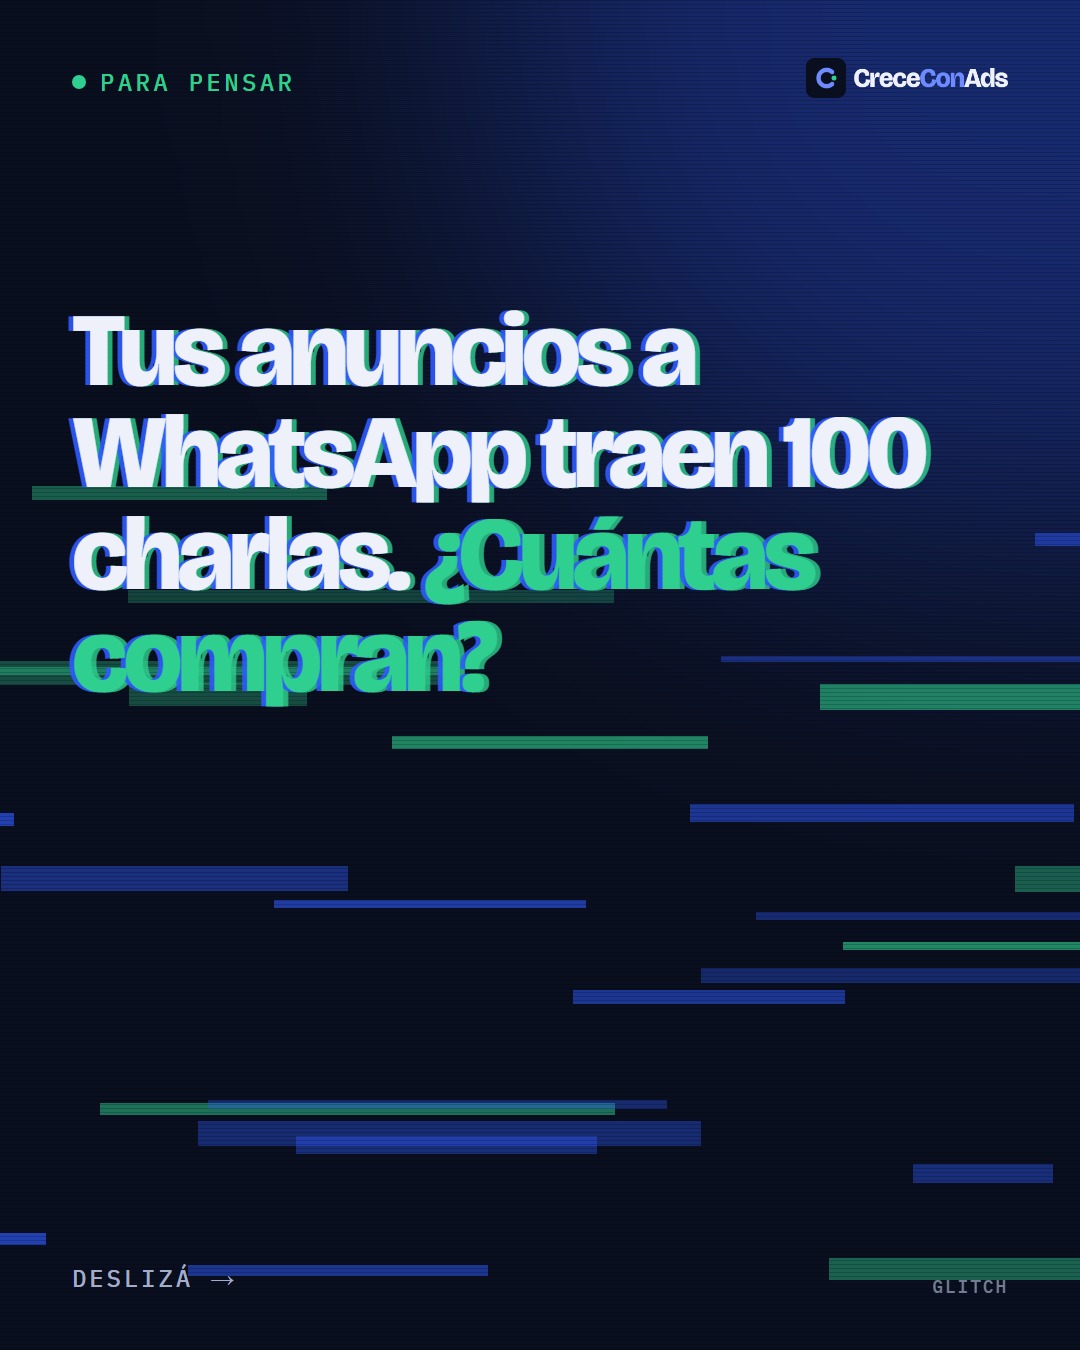 PARA PENSAR
CreceConAds
Tus anuncios a
WhatsApp traen 100
charlas. ¿Cuántas
compran?
DESLIZÁ →
GLITCH